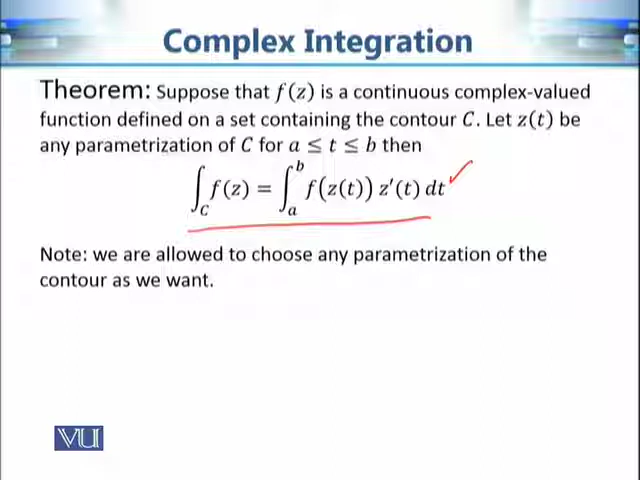 Complex Integration
Theorem: Suppose that f(z) is a continuous complex-valued
function defined on a set containing the contour C. Let z(t) be
any parametrization of C for a ≤ t ≤ b then
∫_C f(z) = ∫_a^b f(z(t)) z′(t) dt
Note: we are allowed to choose any parametrization of the
contour as we want.
VU